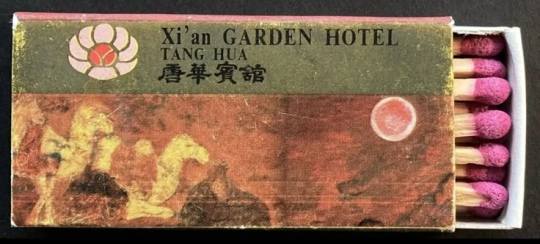 Xi'an GARDEN HOTEL
TANG HUA
唐華賓館